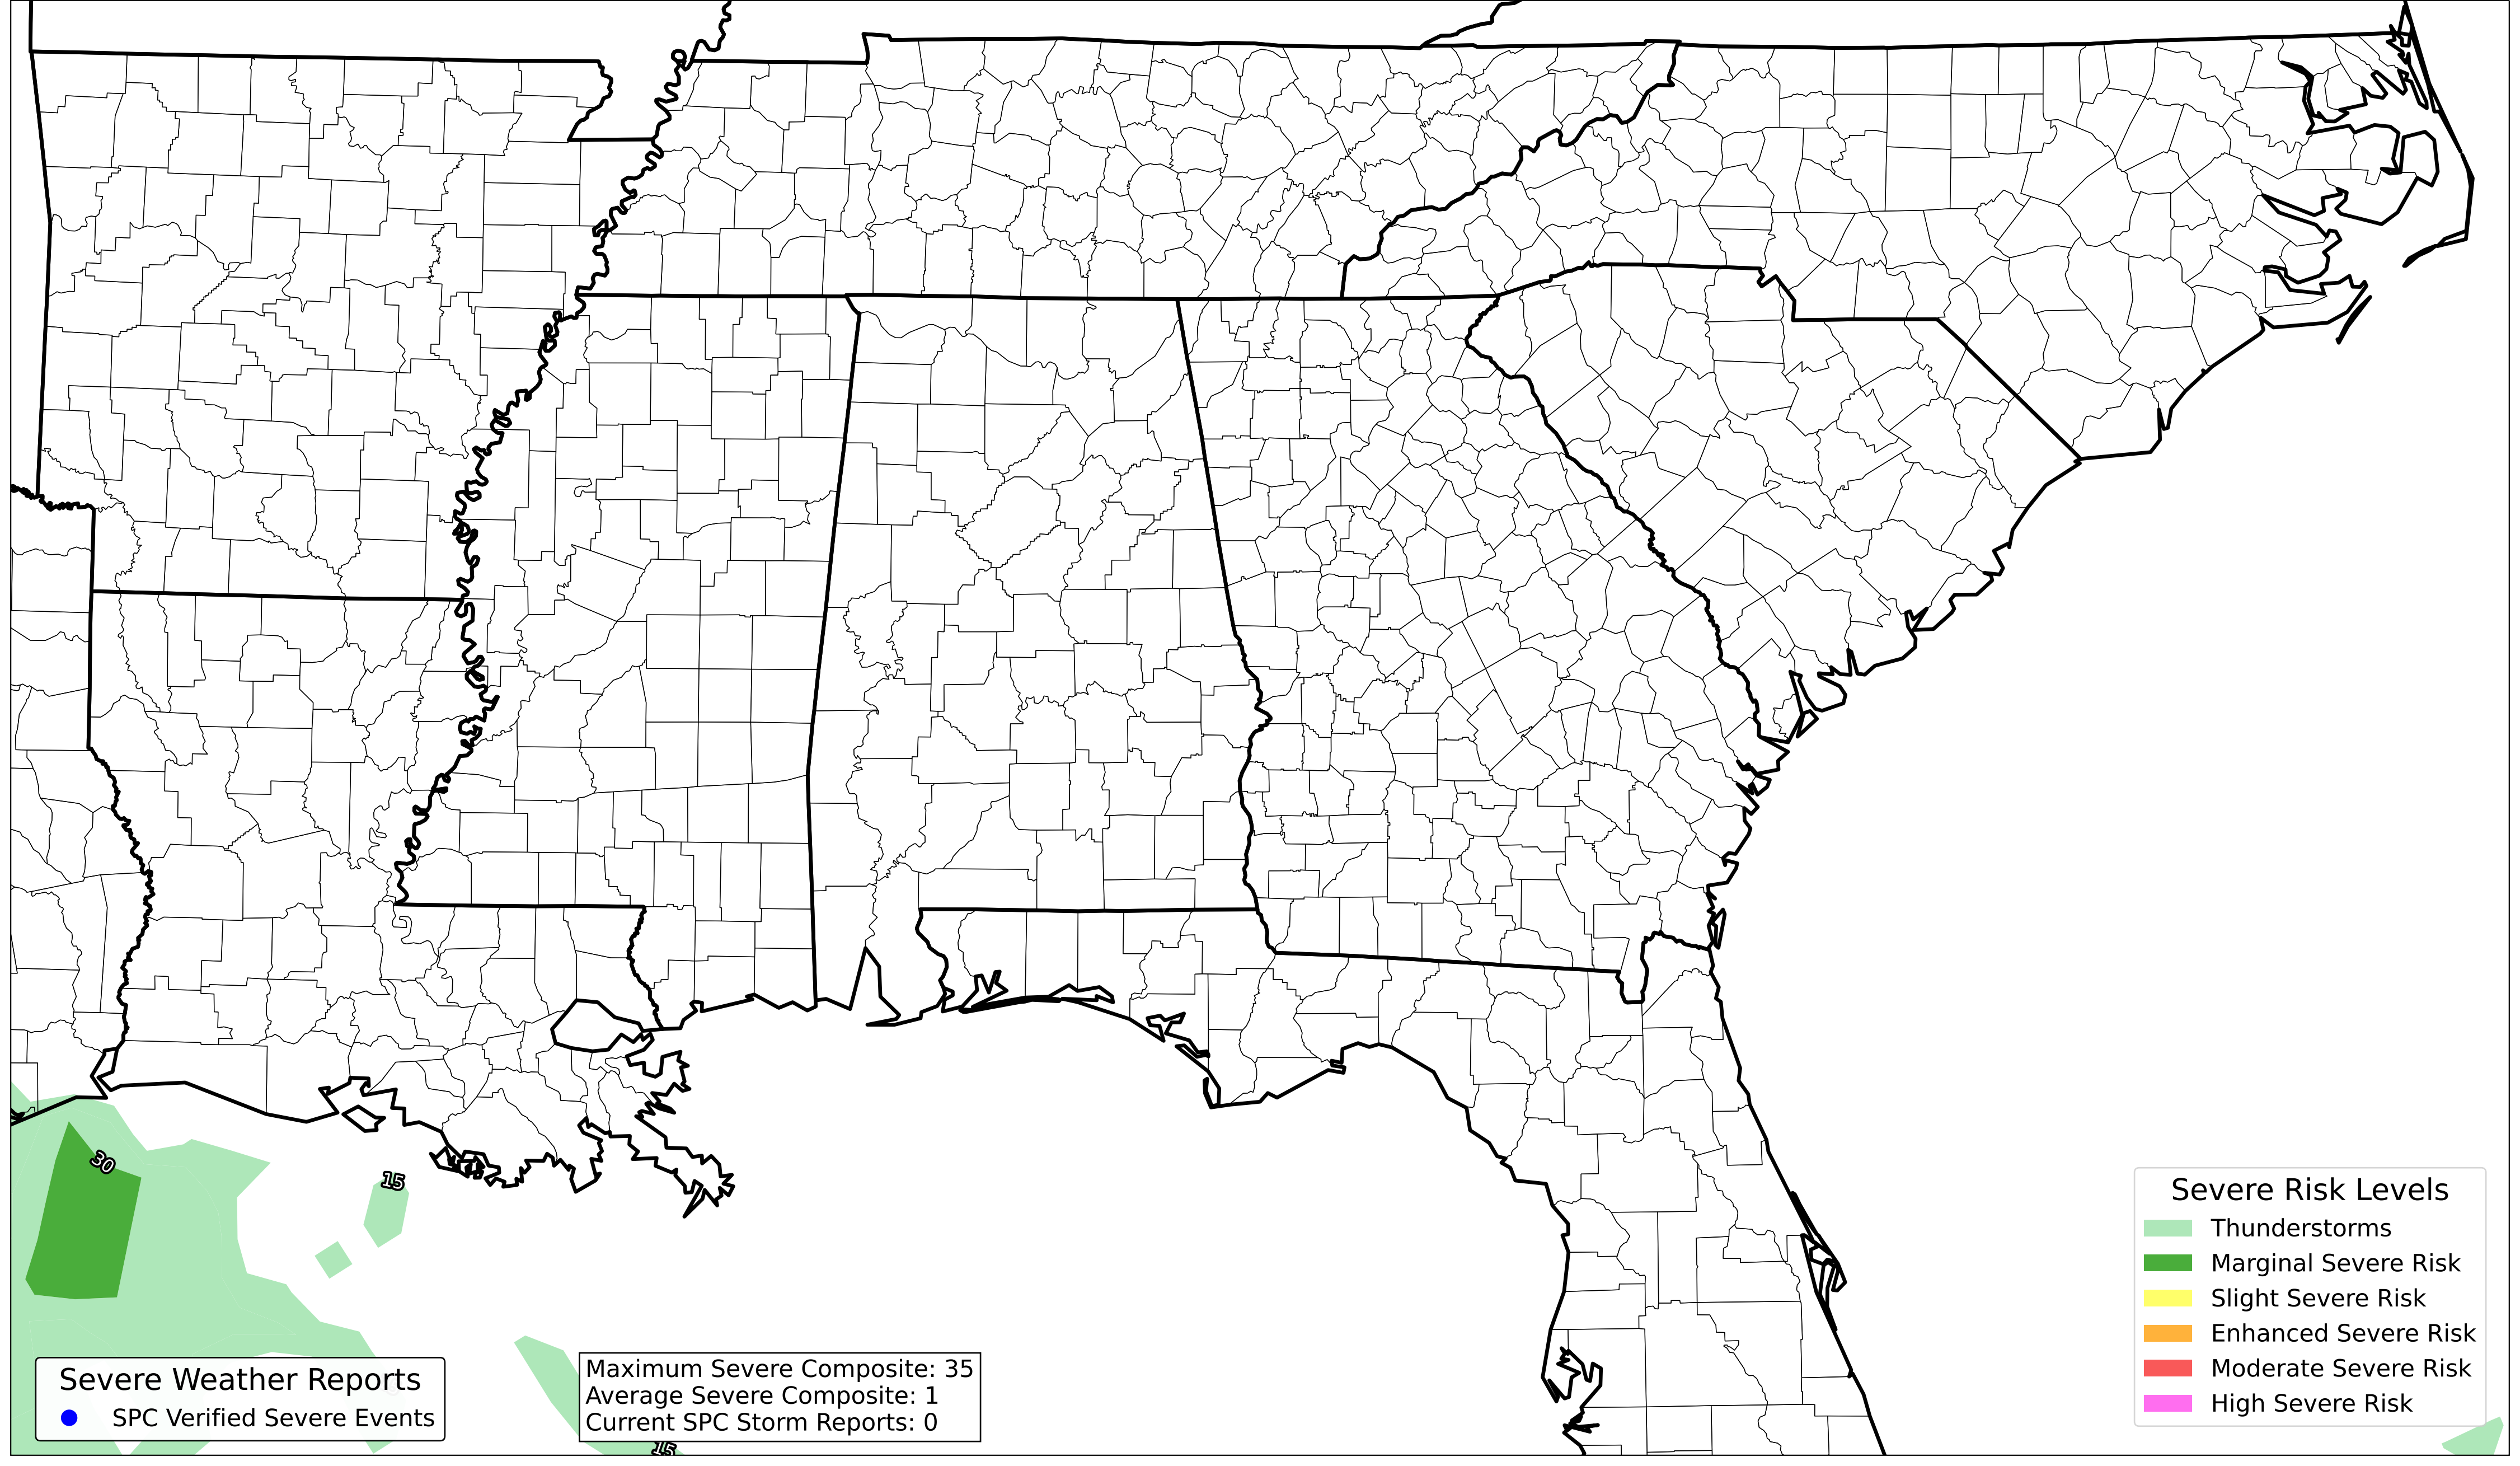 30
15
15
Severe Weather Reports
SPC Verified Severe Events
Maximum Severe Composite: 35
Average Severe Composite: 1
Current SPC Storm Reports: 0
Severe Risk Levels
Thunderstorms
Marginal Severe Risk
Slight Severe Risk
Enhanced Severe Risk
Moderate Severe Risk
High Severe Risk